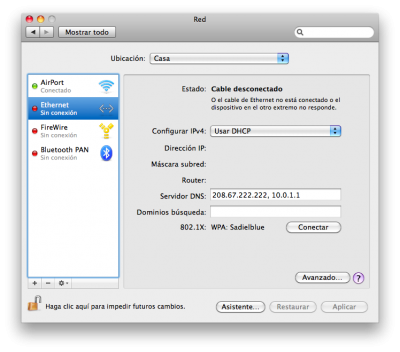 Red
Mostrar todo
Ubicación: Casa
AirPort
Conectado
Ethernet
Sin conexión
FireWire
Sin conexión
Bluetooth PAN
Sin conexión
Estado: Cable desconectado
O el cable de Ethernet no está conectado o el
dispositivo en el otro extremo no responde.
Configurar IPv4: Usar DHCP
Dirección IP:
Máscara subred:
Router:
Servidor DNS: 208.67.222.222, 10.0.1.1
Dominios búsqueda:
802.1X: WPA: Sadielblue Conectar
Avanzado... ?
Haga clic aquí para impedir futuros cambios.
Asistente... Restaurar Aplicar